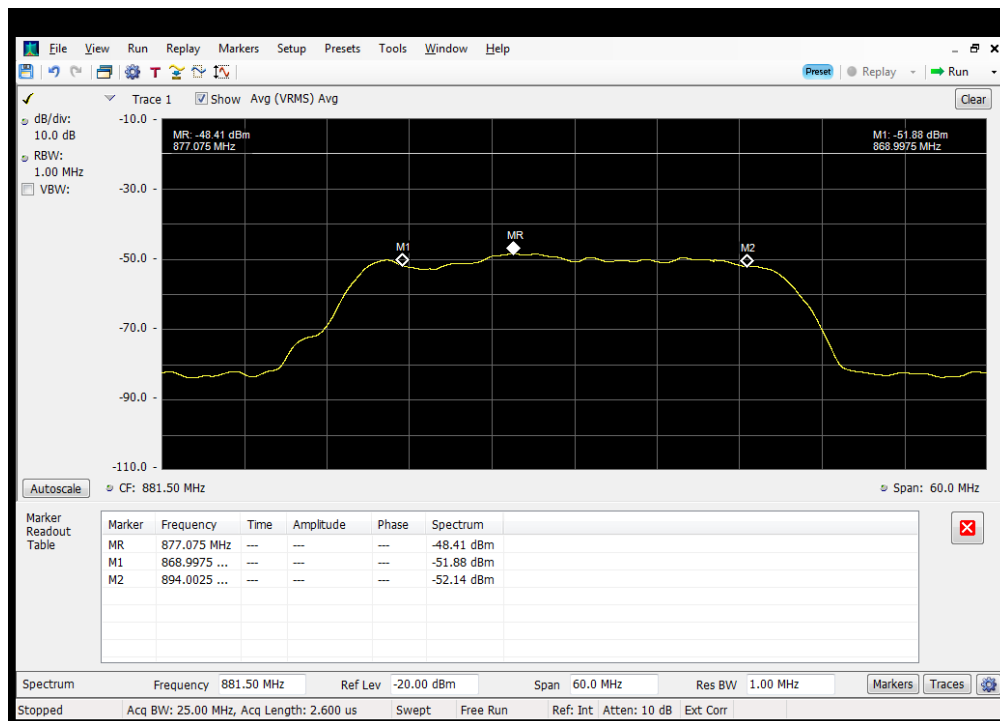 File View Run Replay Markers Setup Presets Tools Window Help
T Preset Replay Run
Trace 1 Show Avg (VRMS) Avg Clear
dB/div:
10.0 dB
RBW:
1.00 MHz
VBW:
-10.0
-30.0
-50.0
-70.0
-90.0
-110.0
MR: -48.41 dBm
877.075 MHz
M1: -51.88 dBm
868.9975 MHz
M1
MR
M2
Autoscale CF: 881.50 MHz Span: 60.0 MHz
Marker
Readout
Table
Marker Frequency Time Amplitude Phase Spectrum
MR 877.075 MHz --- --- --- -48.41 dBm
M1 868.9975 ... --- --- --- -51.88 dBm
M2 894.0025 ... --- --- --- -52.14 dBm
Spectrum Frequency 881.50 MHz Ref Lev -20.00 dBm Span 60.0 MHz Res BW 1.00 MHz Markers Traces
Stopped Acq BW: 25.00 MHz, Acq Length: 2.600 us Swept Free Run Ref: Int Atten: 10 dB Ext Corr